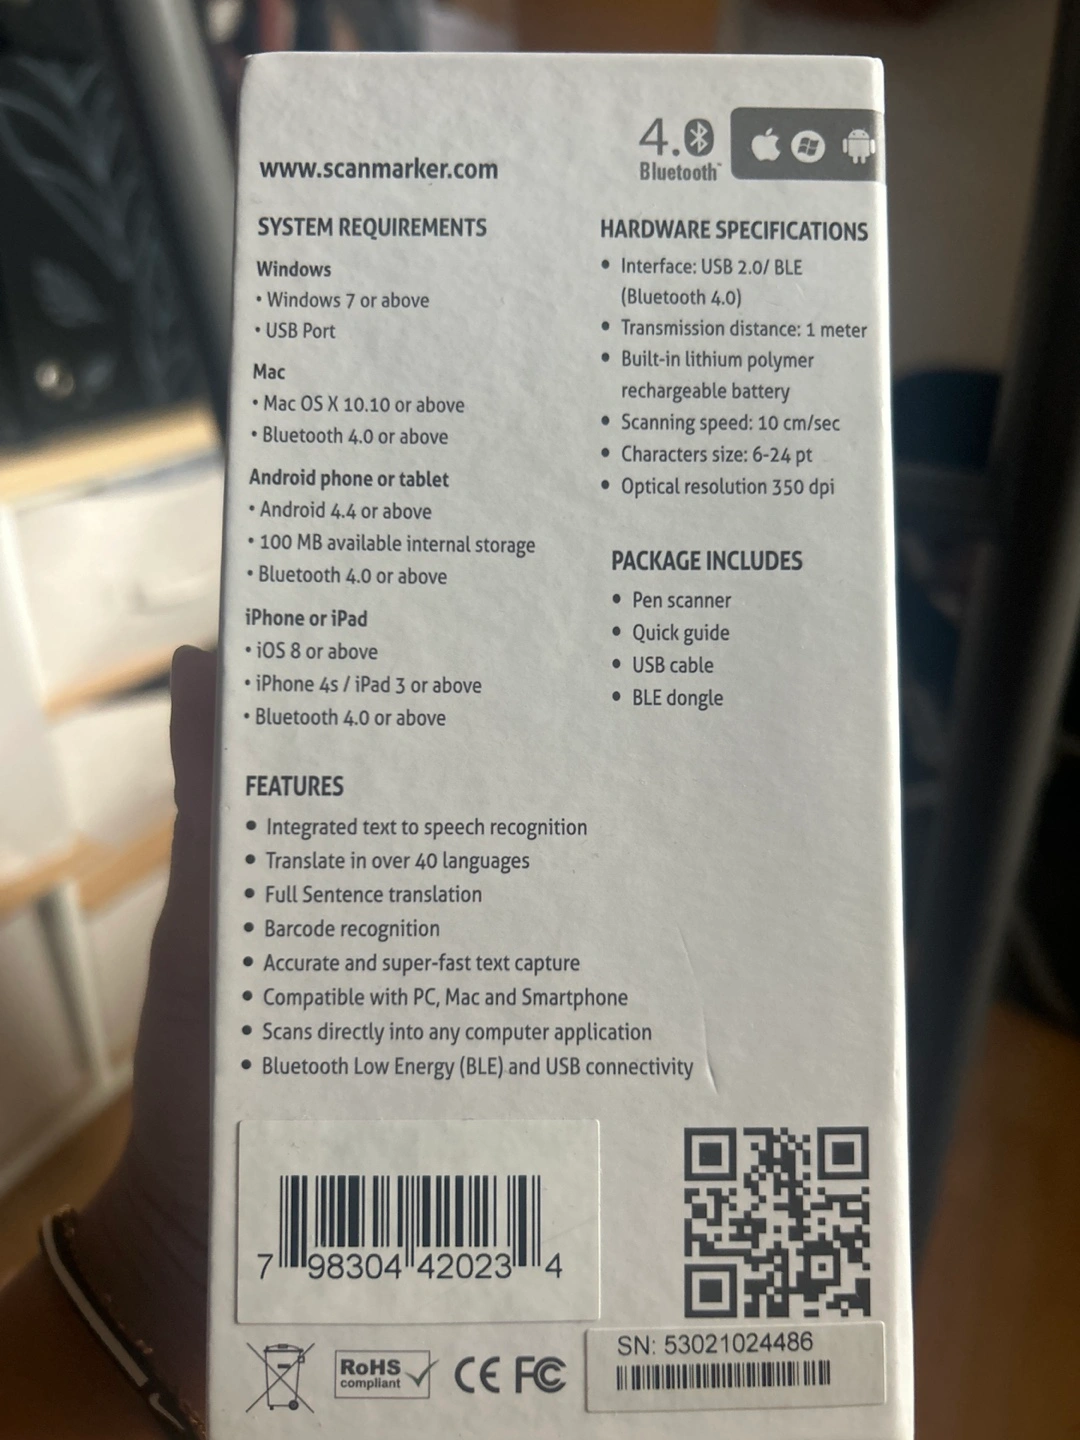 4.0
Bluetooth™
www.scanmarker.com
SYSTEM REQUIREMENTS
Windows
• Windows 7 or above
• USB Port
Mac
• Mac OS X 10.10 or above
• Bluetooth 4.0 or above
Android phone or tablet
• Android 4.4 or above
• 100 MB available internal storage
• Bluetooth 4.0 or above
iPhone or iPad
• iOS 8 or above
• iPhone 4s / iPad 3 or above
• Bluetooth 4.0 or above
HARDWARE SPECIFICATIONS
• Interface: USB 2.0/ BLE
(Bluetooth 4.0)
• Transmission distance: 1 meter
• Built-in lithium polymer
rechargeable battery
• Scanning speed: 10 cm/sec
• Characters size: 6-24 pt
• Optical resolution 350 dpi
PACKAGE INCLUDES
• Pen scanner
• Quick guide
• USB cable
• BLE dongle
FEATURES
• Integrated text to speech recognition
• Translate in over 40 languages
• Full Sentence translation
• Barcode recognition
• Accurate and super-fast text capture
• Compatible with PC, Mac and Smartphone
• Scans directly into any computer application
• Bluetooth Low Energy (BLE) and USB connectivity
7 98304 42023 4
RoHS
compliant
CE FC
SN: 53021024486